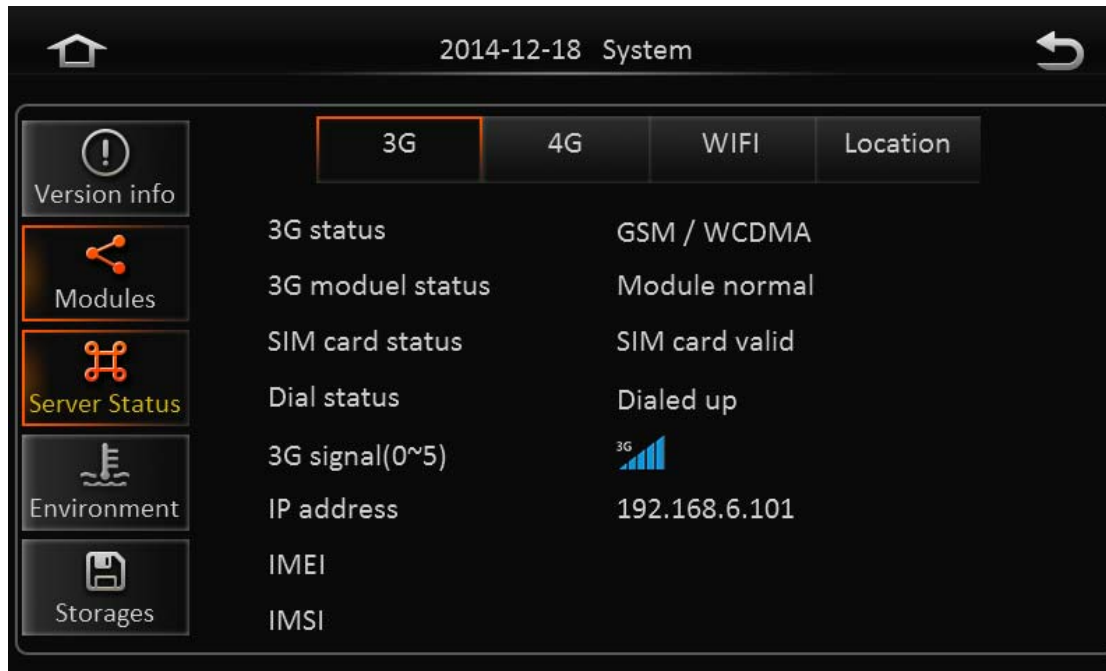 2014-12-18 System
3G 4G WIFI Location
Version info
Modules
Server Status
Environment
Storages
3G status GSM / WCDMA
3G moduel status Module normal
SIM card status SIM card valid
Dial status Dialed up
3G signal(0~5) 3G
IP address 192.168.6.101
IMEI
IMSI